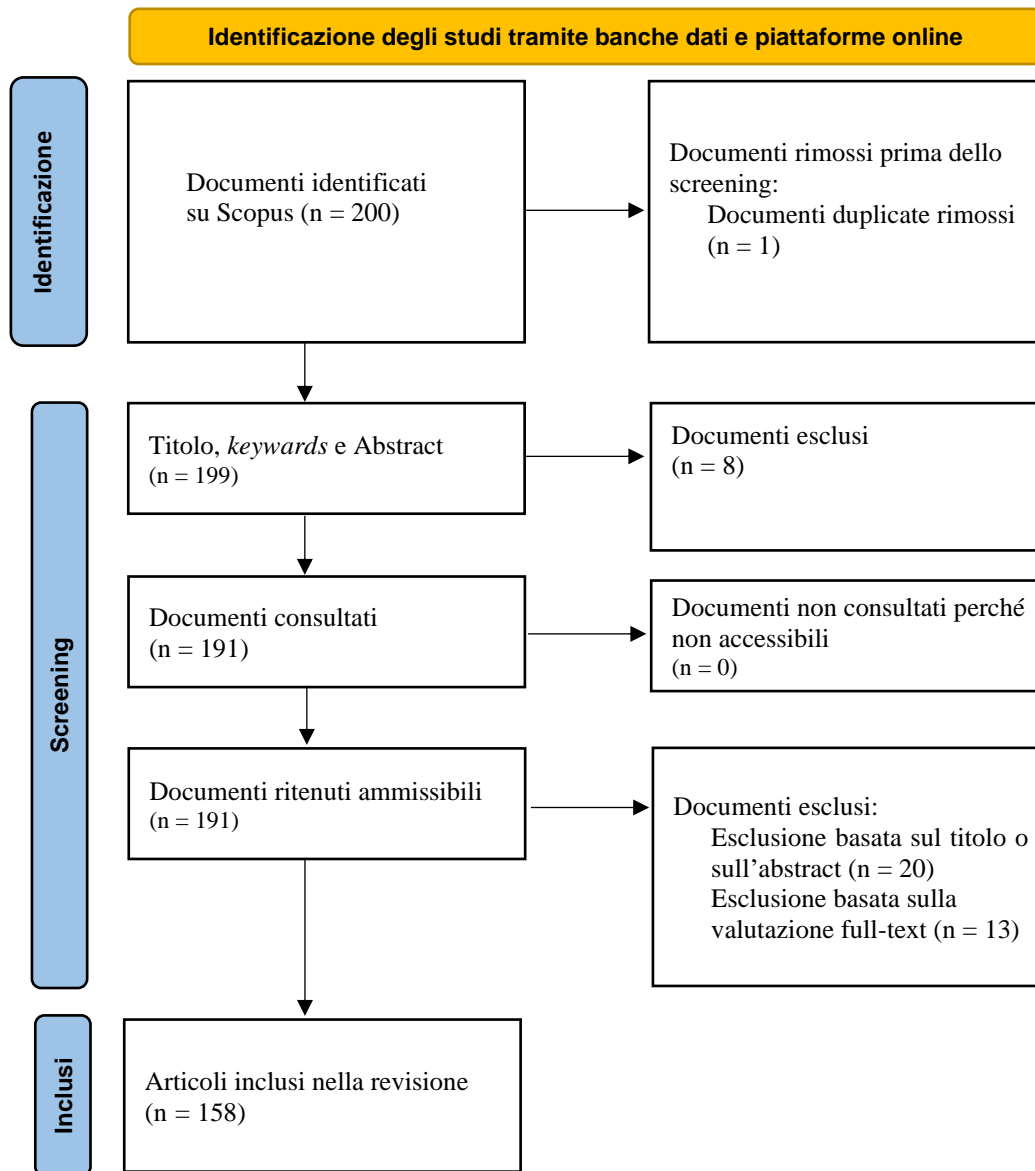 Identificazione degli studi tramite banche dati e piattaforme online
Identificazione
Documenti identificati
su Scopus (n = 200)
Documenti rimossi prima dello
screening:
Documenti duplicate rimossi
(n = 1)
Screening
Titolo, keywards e Abstract
(n = 199)
Documenti esclusi
(n = 8)
Documenti consultati
(n = 191)
Documenti non consultati perché
non accessibili
(n = 0)
Documenti ritenuti ammissibili
(n = 191)
Documenti esclusi:
Esclusione basata sul titolo o
sull’abstract (n = 20)
Esclusione basata sulla
valutazione full-text (n = 13)
Inclusi
Articoli inclusi nella revisione
(n = 158)